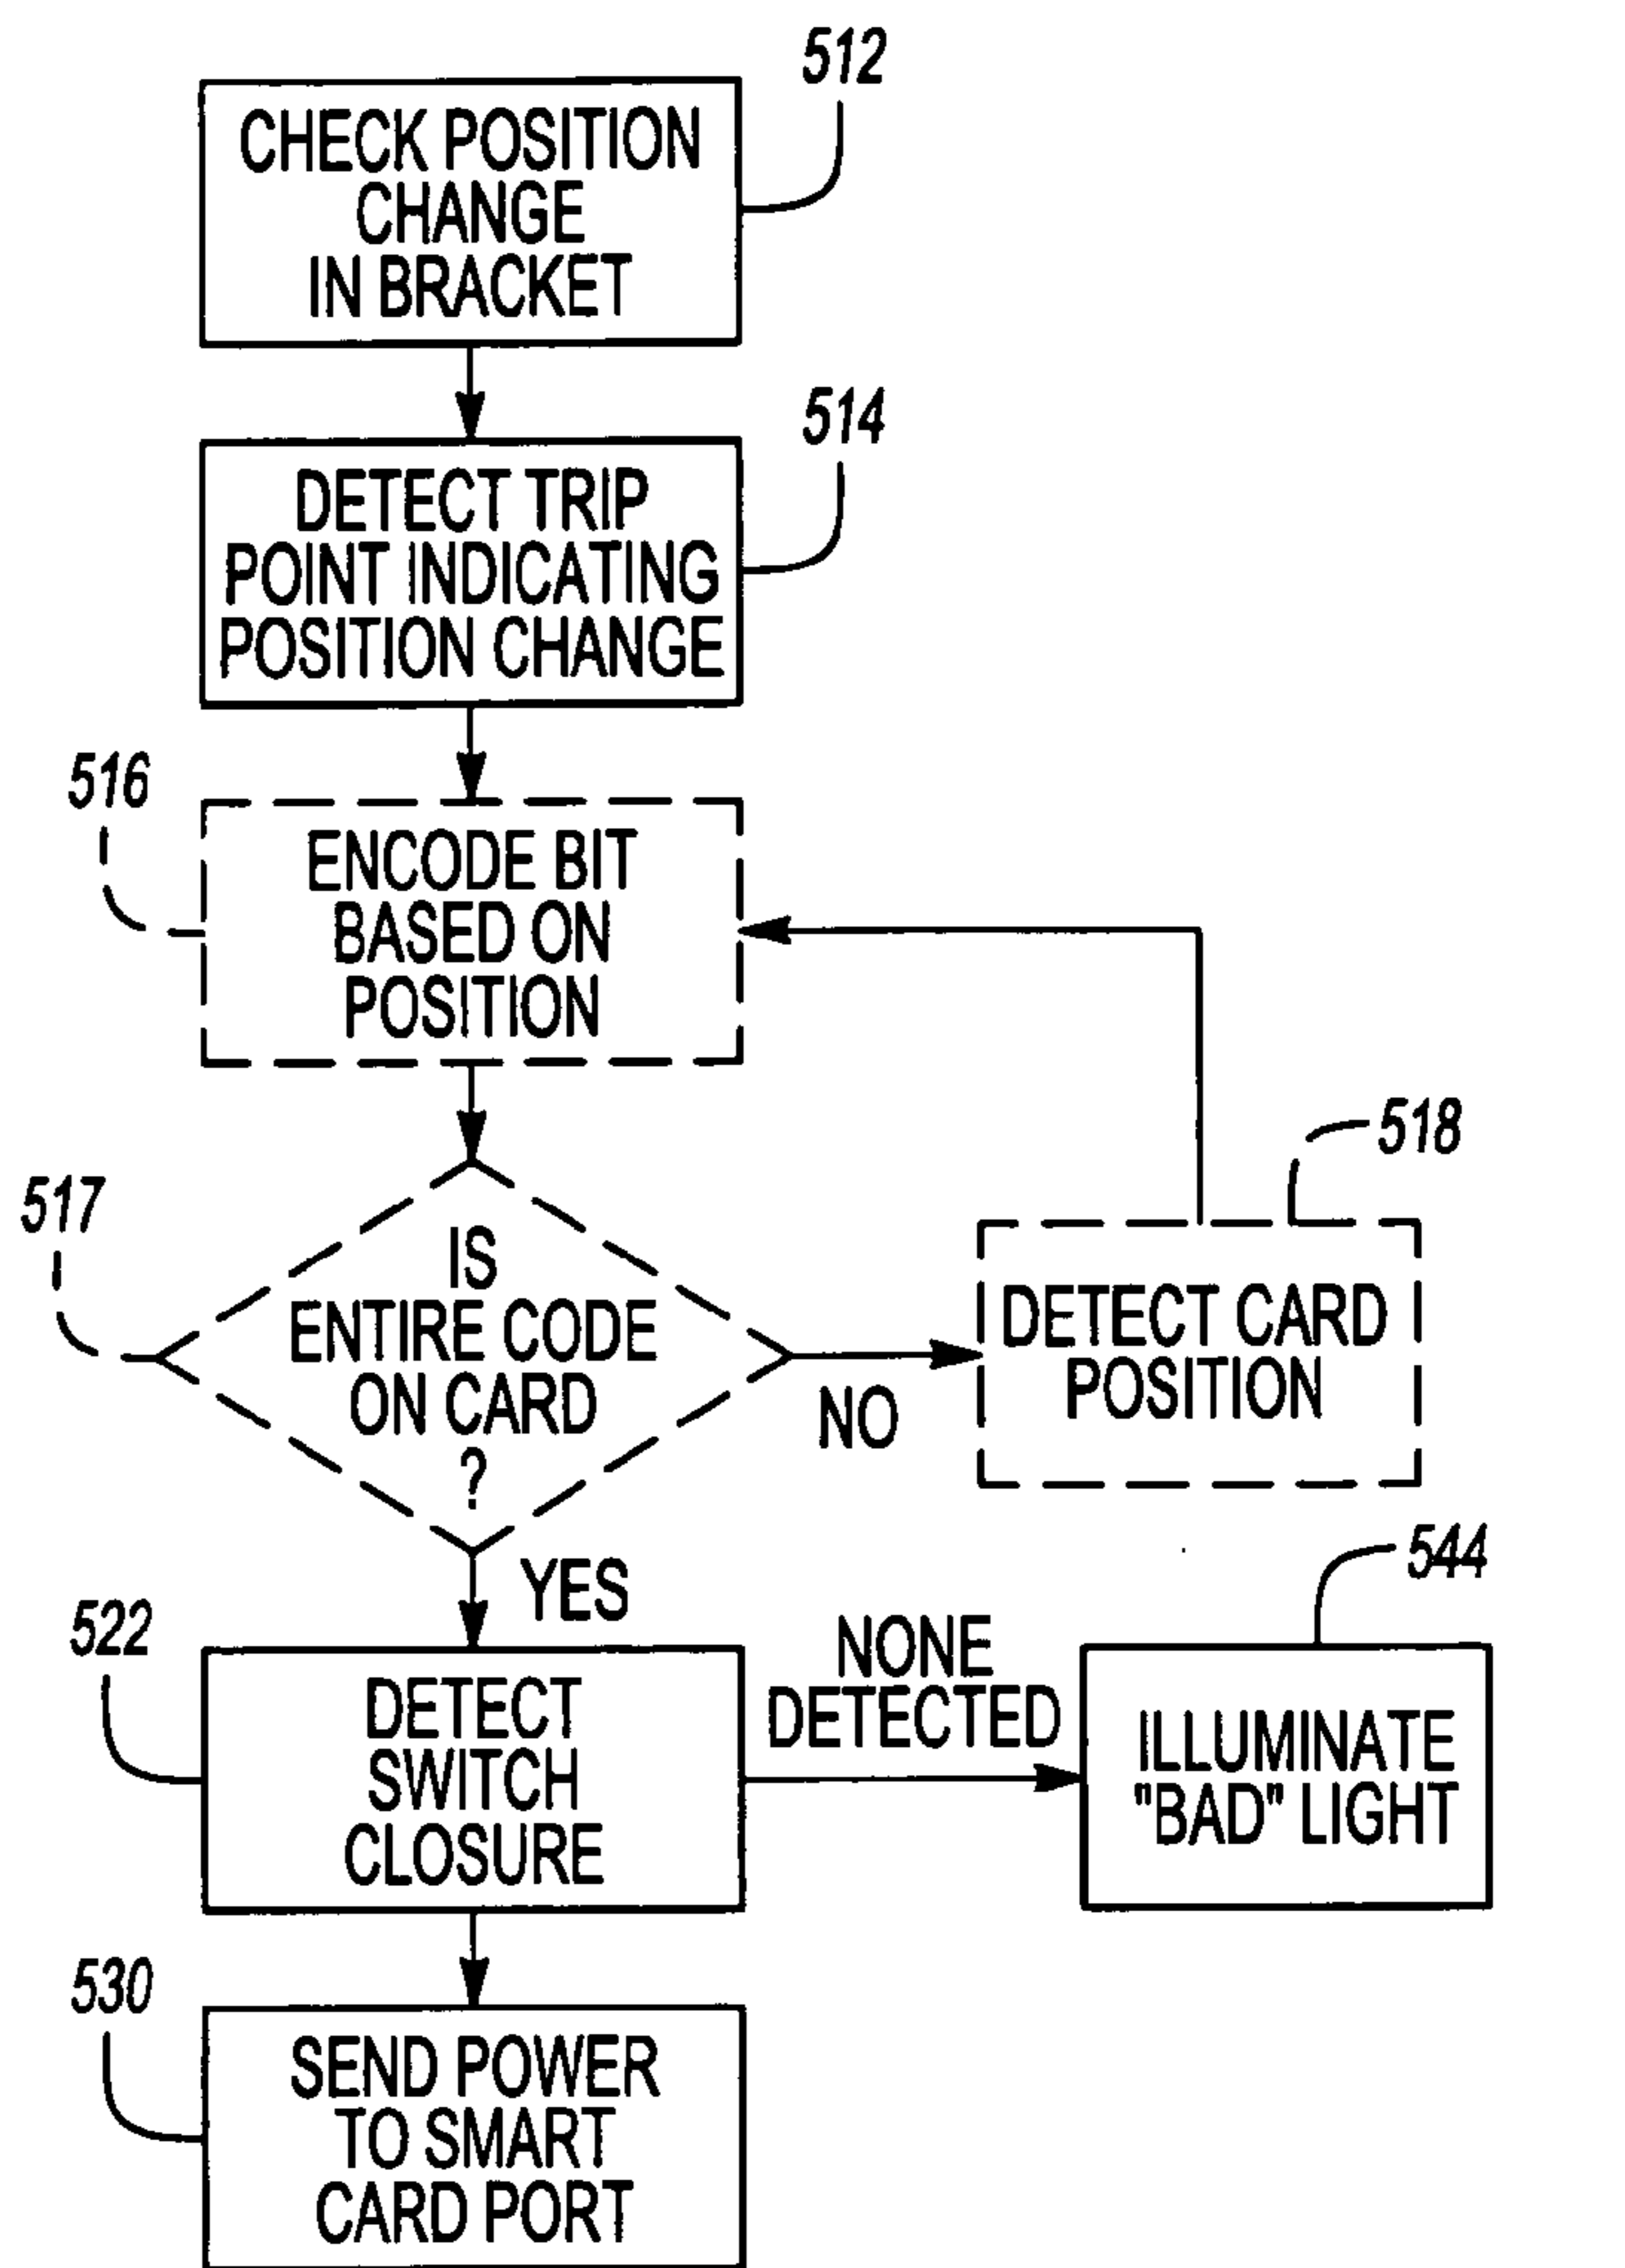 512
CHECK POSITION
CHANGE
IN BRACKET
514
DETECT TRIP
POINT INDICATING
POSITION CHANGE
516
ENCODE BIT
BASED ON
POSITION
517
IS
ENTIRE CODE
ON CARD
?
NO
518
DETECT CARD
POSITION
YES
522
DETECT
SWITCH
CLOSURE
NONE
DETECTED
544
ILLUMINATE
"BAD" LIGHT
530
SEND POWER
TO SMART
CARD PORT